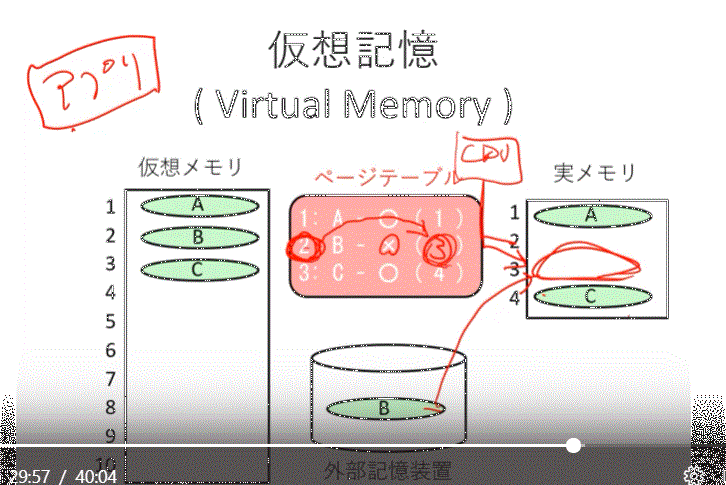 仮想記憶
( Virtual Memory )
アプリ
CPU
仮想メモリ
ページテーブル
実メモリ
1 A
2 B
3 C
4
5
6
7
8
9
10
1: A - ○ ( 1 )
2 B -
3: C - ○ ( 4 )
3
1 A
2
3
4 C
B
外部記憶装置
29:57 / 40:04